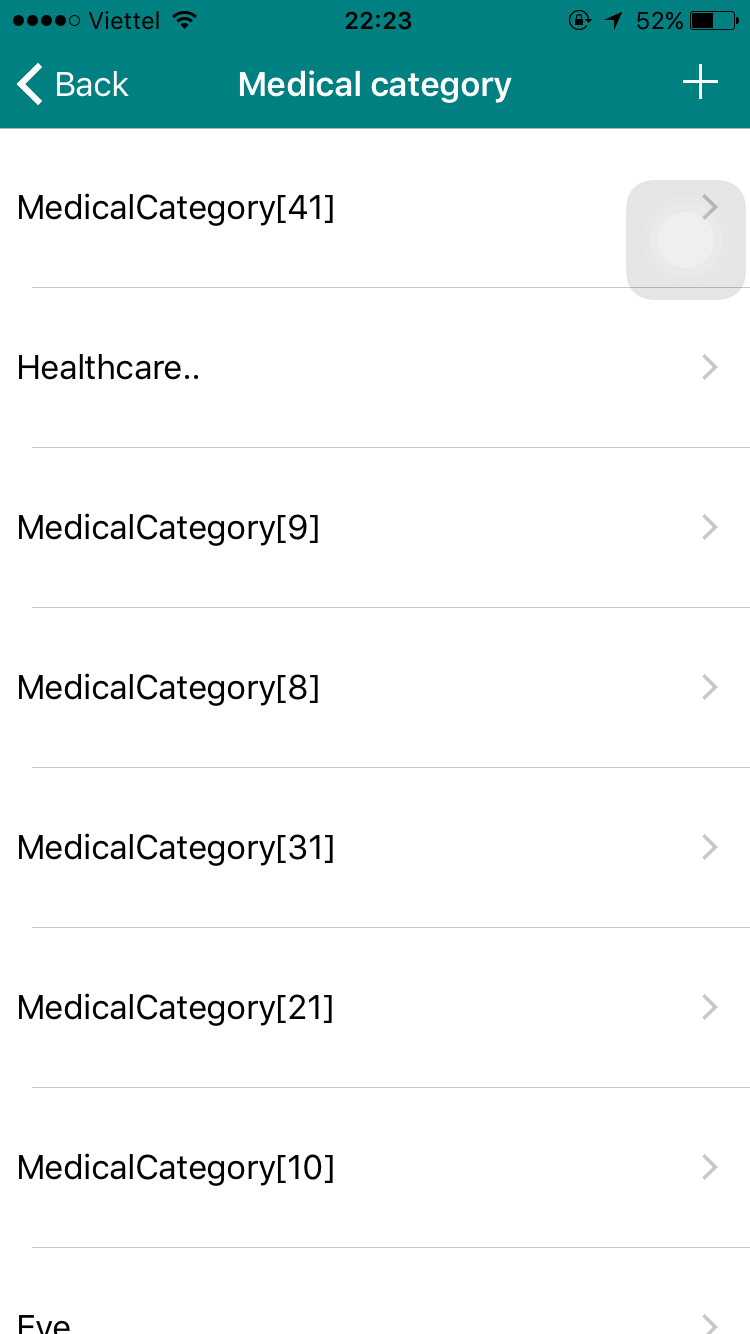 Viettel 22:23 52%
Back Medical category
MedicalCategory[41]
Healthcare..
MedicalCategory[9]
MedicalCategory[8]
MedicalCategory[31]
MedicalCategory[21]
MedicalCategory[10]
Eye